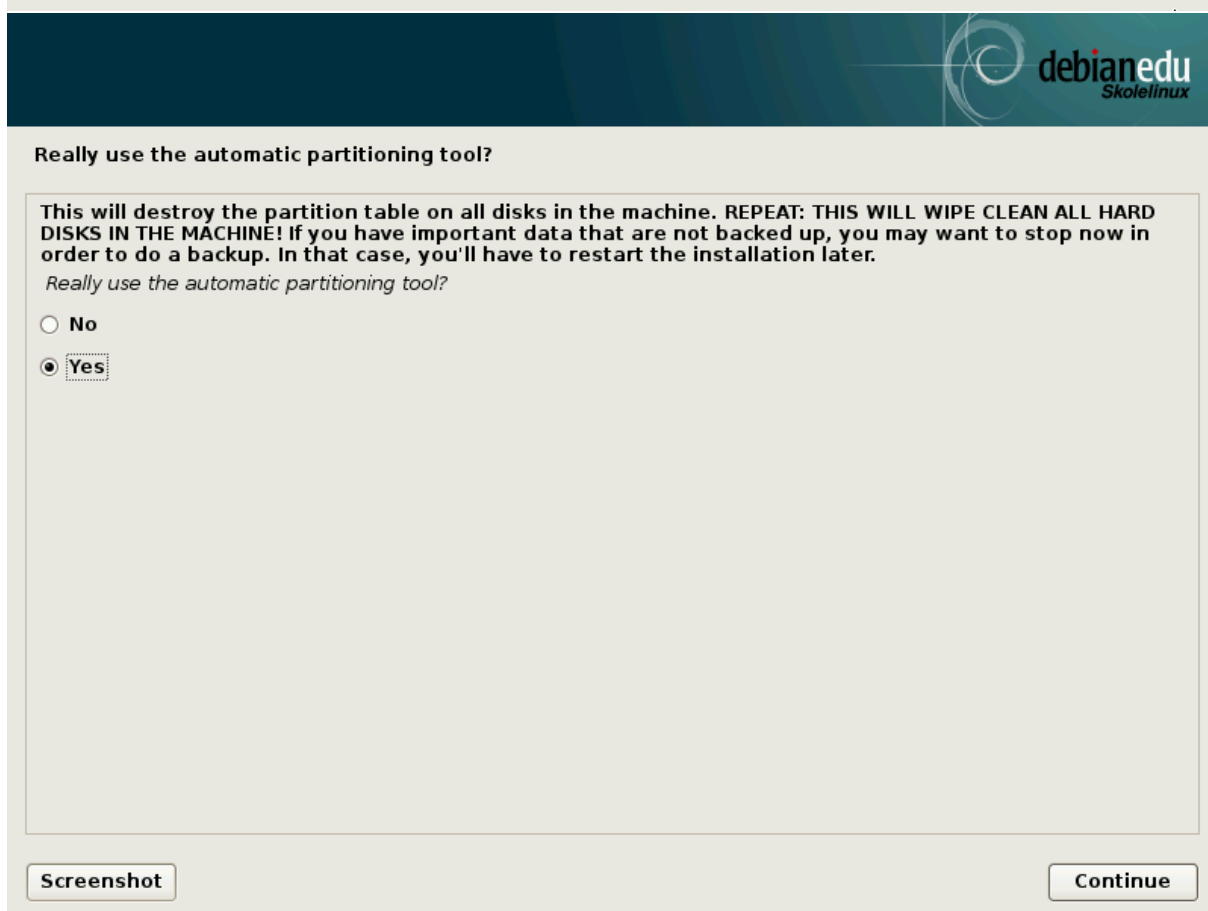 debianedu
Skolelinux
Really use the automatic partitioning tool?
This will destroy the partition table on all disks in the machine. REPEAT: THIS WILL WIPE CLEAN ALL HARD
DISKS IN THE MACHINE! If you have important data that are not backed up, you may want to stop now in
order to do a backup. In that case, you'll have to restart the installation later.
Really use the automatic partitioning tool?
No
Yes
Screenshot
Continue